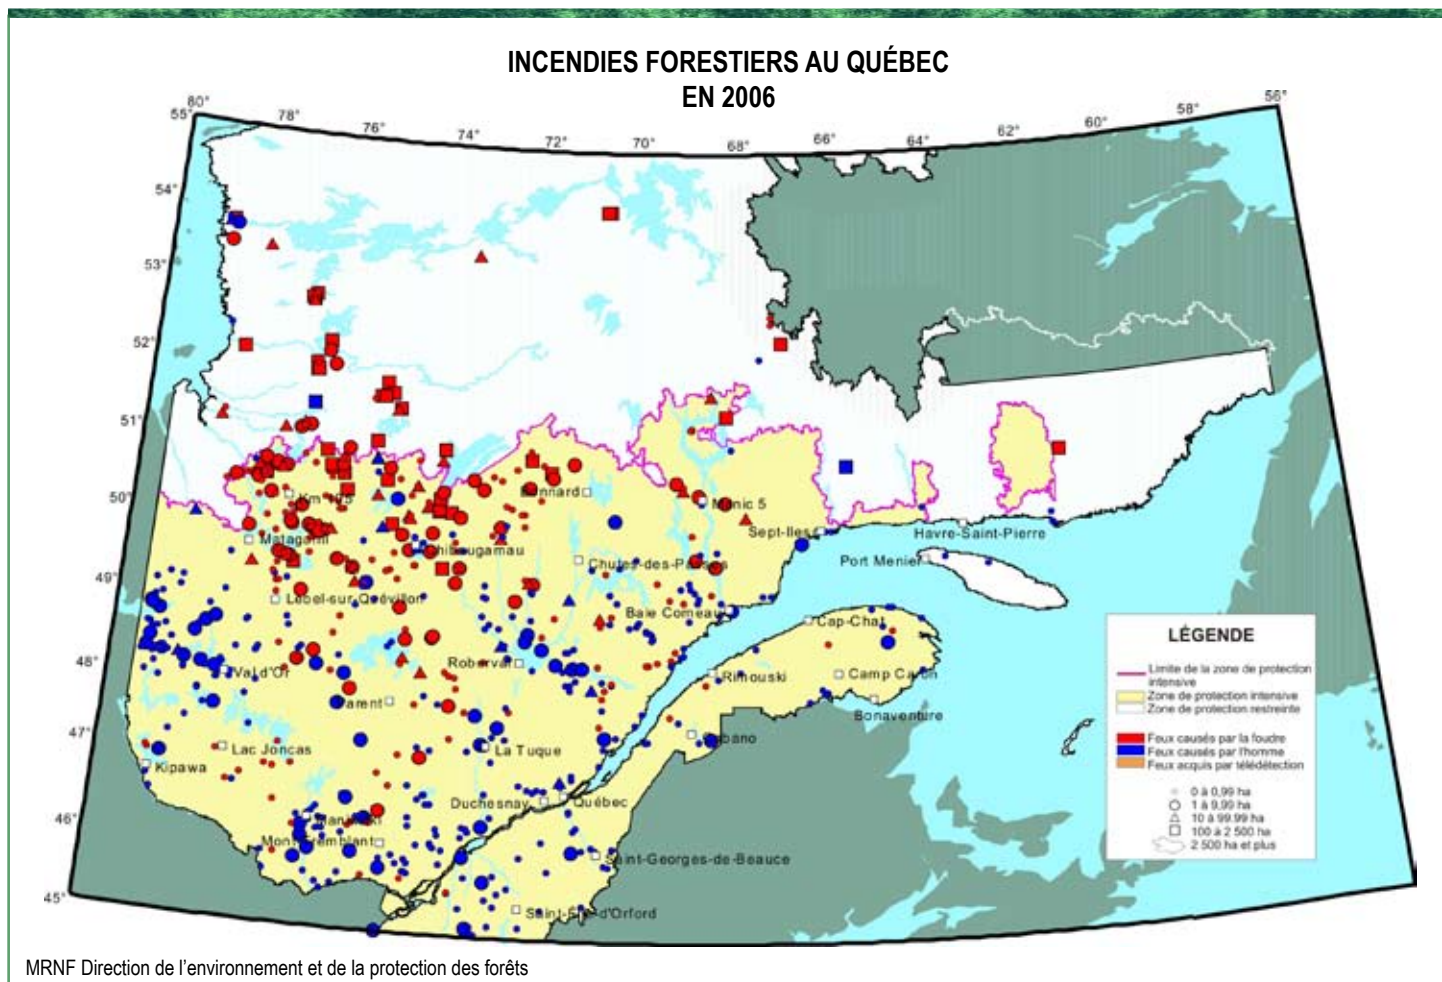 INCENDIES FORESTIERS AU QUÉBEC
EN 2006
80°
78°
76°
74°
72°
70°
68°
66°
64°
62°
60°
58°
56°
55°
54°
53°
52°
51°
50°
49°
48°
47°
46°
45°
Km
Bonnard
Manic 5
Matagami
Chibougamau
Sept-Iles
Havre-Saint-Pierre
Chutes-des-Passes
Port Menier
Lebel-sur-Quévillon
Baie Comeau
Cap-Chat
Val d'Or
Roberval
Rimouski
Camp Caron
Parent
Bonaventure
Lac Joncas
La Tuque
Cabano
Kipawa
Duchesnay
Québec
Maniwaki
Mont-Tremblant
Saint-Georges-de-Beauce
d'Orford
LÉGENDE
Limite de la zone de protection
intensive
Zone de protection intensive
Zone de protection restreinte
Feux causés par la foudre
Feux causés par l'homme
Feux acquis par télédétection
0 à 0,99 ha
1 à 9,99 ha
10 à 99.99 ha
100 à 2 500 ha
2 500 ha et plus
MRNF Direction de l'environnement et de la protection des forêts